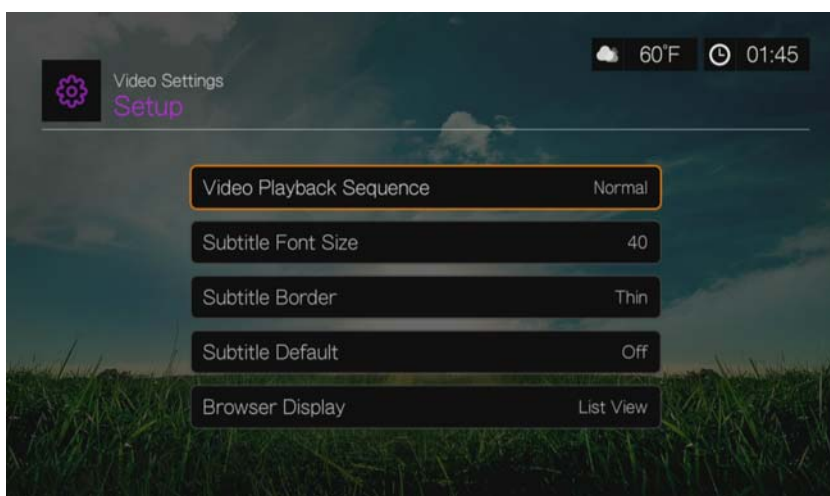 60°F 01:45
Video Settings
Setup
Video Playback Sequence Normal
Subtitle Font Size 40
Subtitle Border Thin
Subtitle Default Off
Browser Display List View